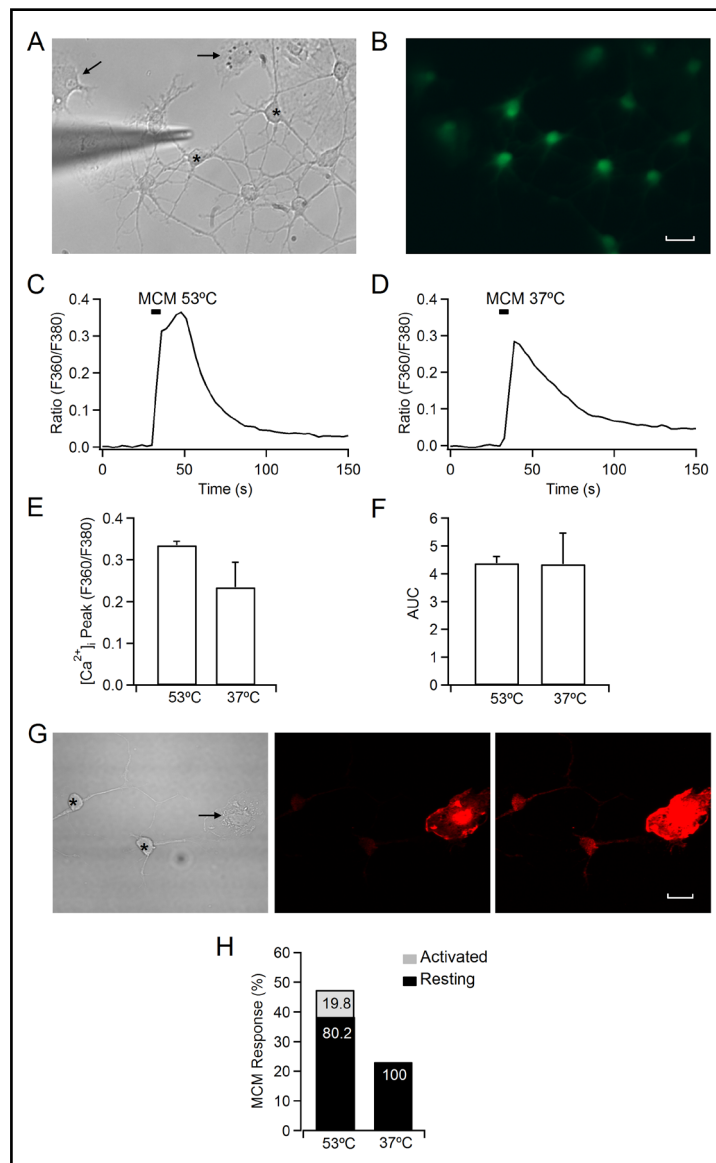 A
B
*
*
C
MCM 53ºC
Ratio (F360/F380)
0.4
0.3
0.2
0.1
0.0
0
50
100
150
Time (s)
D
MCM 37ºC
Ratio (F360/F380)
0.4
0.3
0.2
0.1
0.0
0
50
100
150
Time (s)
E
[Ca2+]i Peak (F360/F380)
0.4
0.3
0.2
0.1
0.0
53ºC
37ºC
F
AUC
6
5
4
3
2
1
0
53ºC
37ºC
G
*
*
H
MCM Response (%)
60
50
40
30
20
10
0
Activated
Resting
19.8
80.2
100
53ºC
37ºC